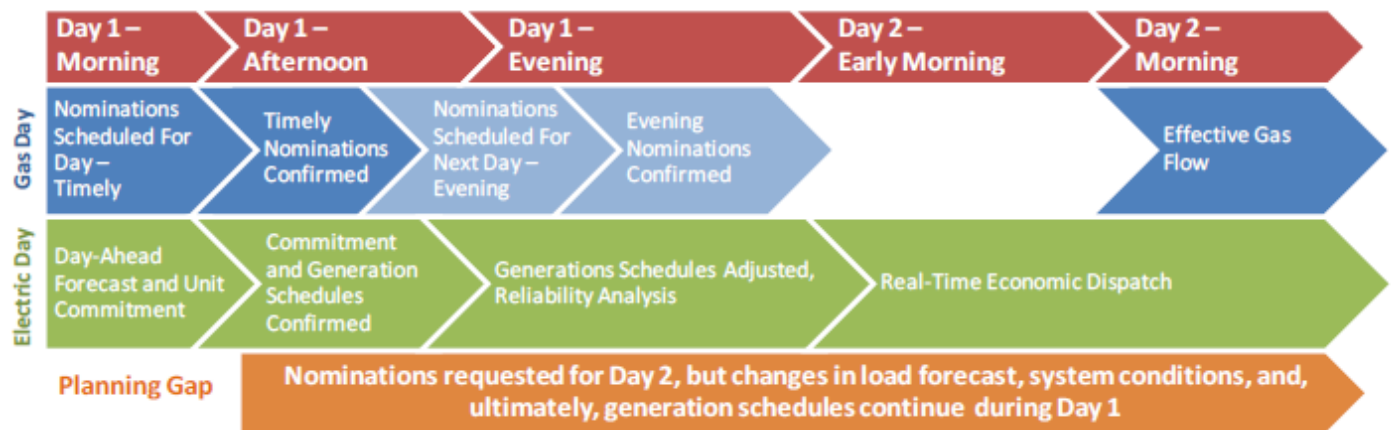 Day 1 –
Morning
Day 1 –
Afternoon
Day 1 –
Evening
Day 2 –
Early Morning
Day 2 –
Morning
Gas Day
Nominations
Scheduled For
Day –
Timely
Timely
Nominations
Confirmed
Nominations
Scheduled For
Next Day –
Evening
Evening
Nominations
Confirmed
Effective Gas
Flow
Electric Day
Day-Ahead
Forecast and Unit
Commitment
Commitment
and Generation
Schedules
Confirmed
Generations Schedules Adjusted,
Reliability Analysis
Real-Time Economic Dispatch
Planning Gap
Nominations requested for Day 2, but changes in load forecast, system conditions, and,
ultimately, generation schedules continue during Day 1